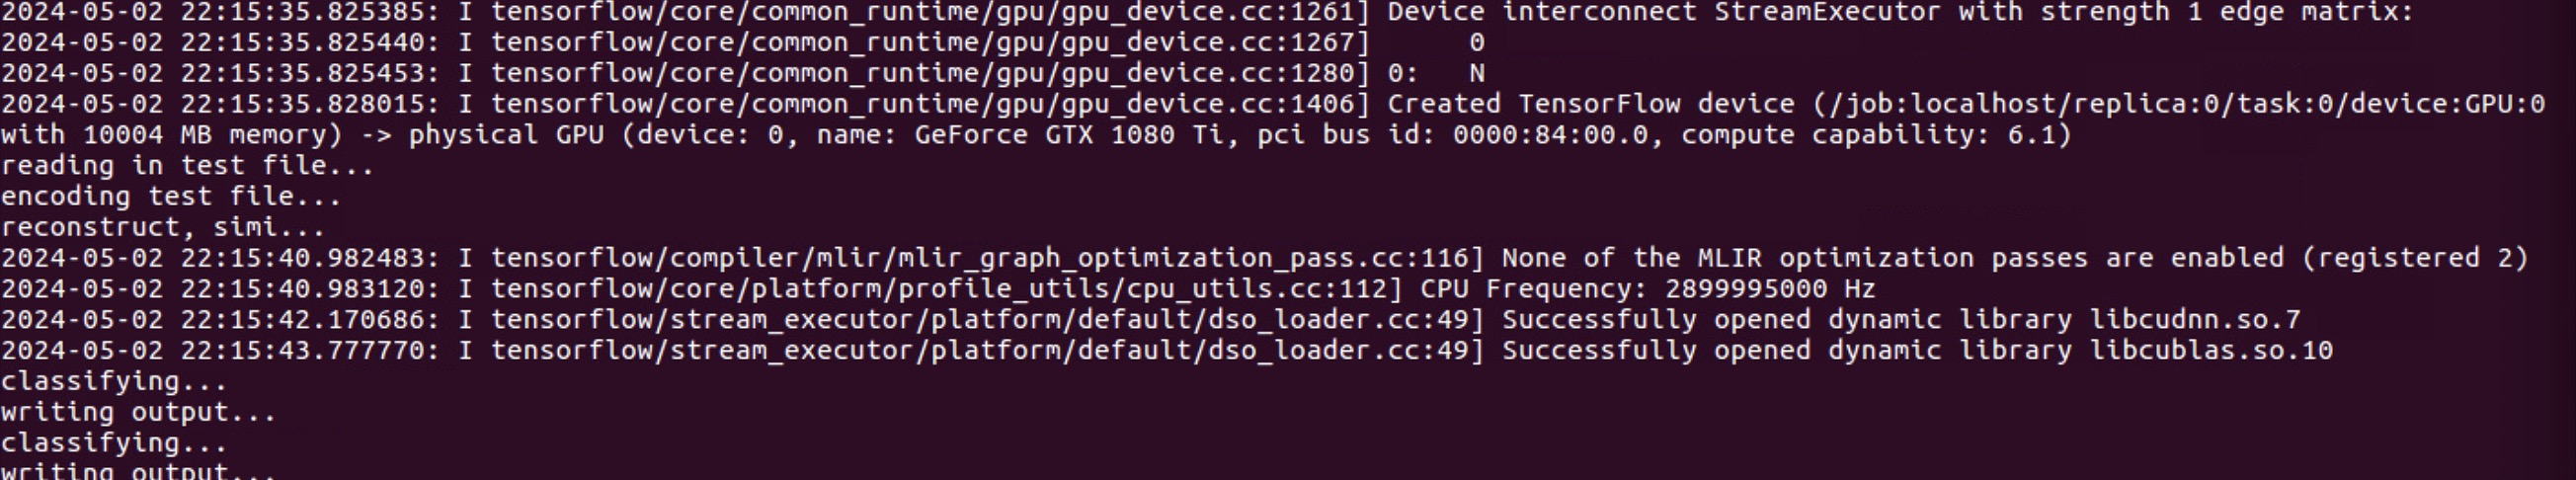 2024-05-02 22:15:35.825385: I tensorflow/core/common_runtime/gpu/gpu_device.cc:1261] Device interconnect StreamExecutor with strength 1 edge matrix:
2024-05-02 22:15:35.825440: I tensorflow/core/common_runtime/gpu/gpu_device.cc:1267]      0
2024-05-02 22:15:35.825453: I tensorflow/core/common_runtime/gpu/gpu_device.cc:1280] 0:   N
2024-05-02 22:15:35.828015: I tensorflow/core/common_runtime/gpu/gpu_device.cc:1406] Created TensorFlow device (/job:localhost/replica:0/task:0/device:GPU:0
with 10004 MB memory) -> physical GPU (device: 0, name: GeForce GTX 1080 Ti, pci bus id: 0000:84:00.0, compute capability: 6.1)
reading in test file...
encoding test file...
reconstruct, simi...
2024-05-02 22:15:40.982483: I tensorflow/compiler/mlir/mlir_graph_optimization_pass.cc:116] None of the MLIR optimization passes are enabled (registered 2)
2024-05-02 22:15:40.983120: I tensorflow/core/platform/profile_utils/cpu_utils.cc:112] CPU Frequency: 2899995000 Hz
2024-05-02 22:15:42.170686: I tensorflow/stream_executor/platform/default/dso_loader.cc:49] Successfully opened dynamic library libcudnn.so.7
2024-05-02 22:15:43.777770: I tensorflow/stream_executor/platform/default/dso_loader.cc:49] Successfully opened dynamic library libcublas.so.10
classifying...
writing output...
classifying...
writing output...